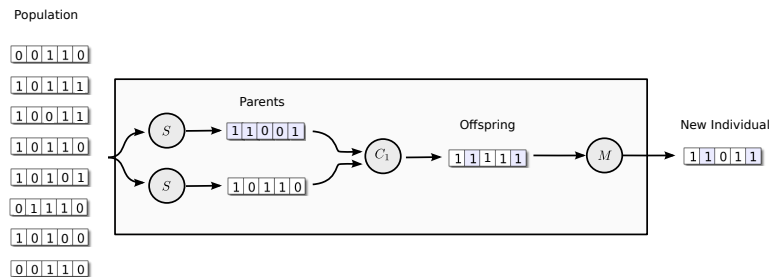 Population
0 0 1 1 0
1 0 1 1 1
1 0 0 1 1
1 0 1 1 0
1 0 1 0 1
0 1 1 1 0
1 0 1 0 0
0 0 1 1 0
Parents
S
1 1 0 0 1
S
1 0 1 1 0
C1
Offspring
1 1 1 1 1
M
New Individual
1 1 0 1 1